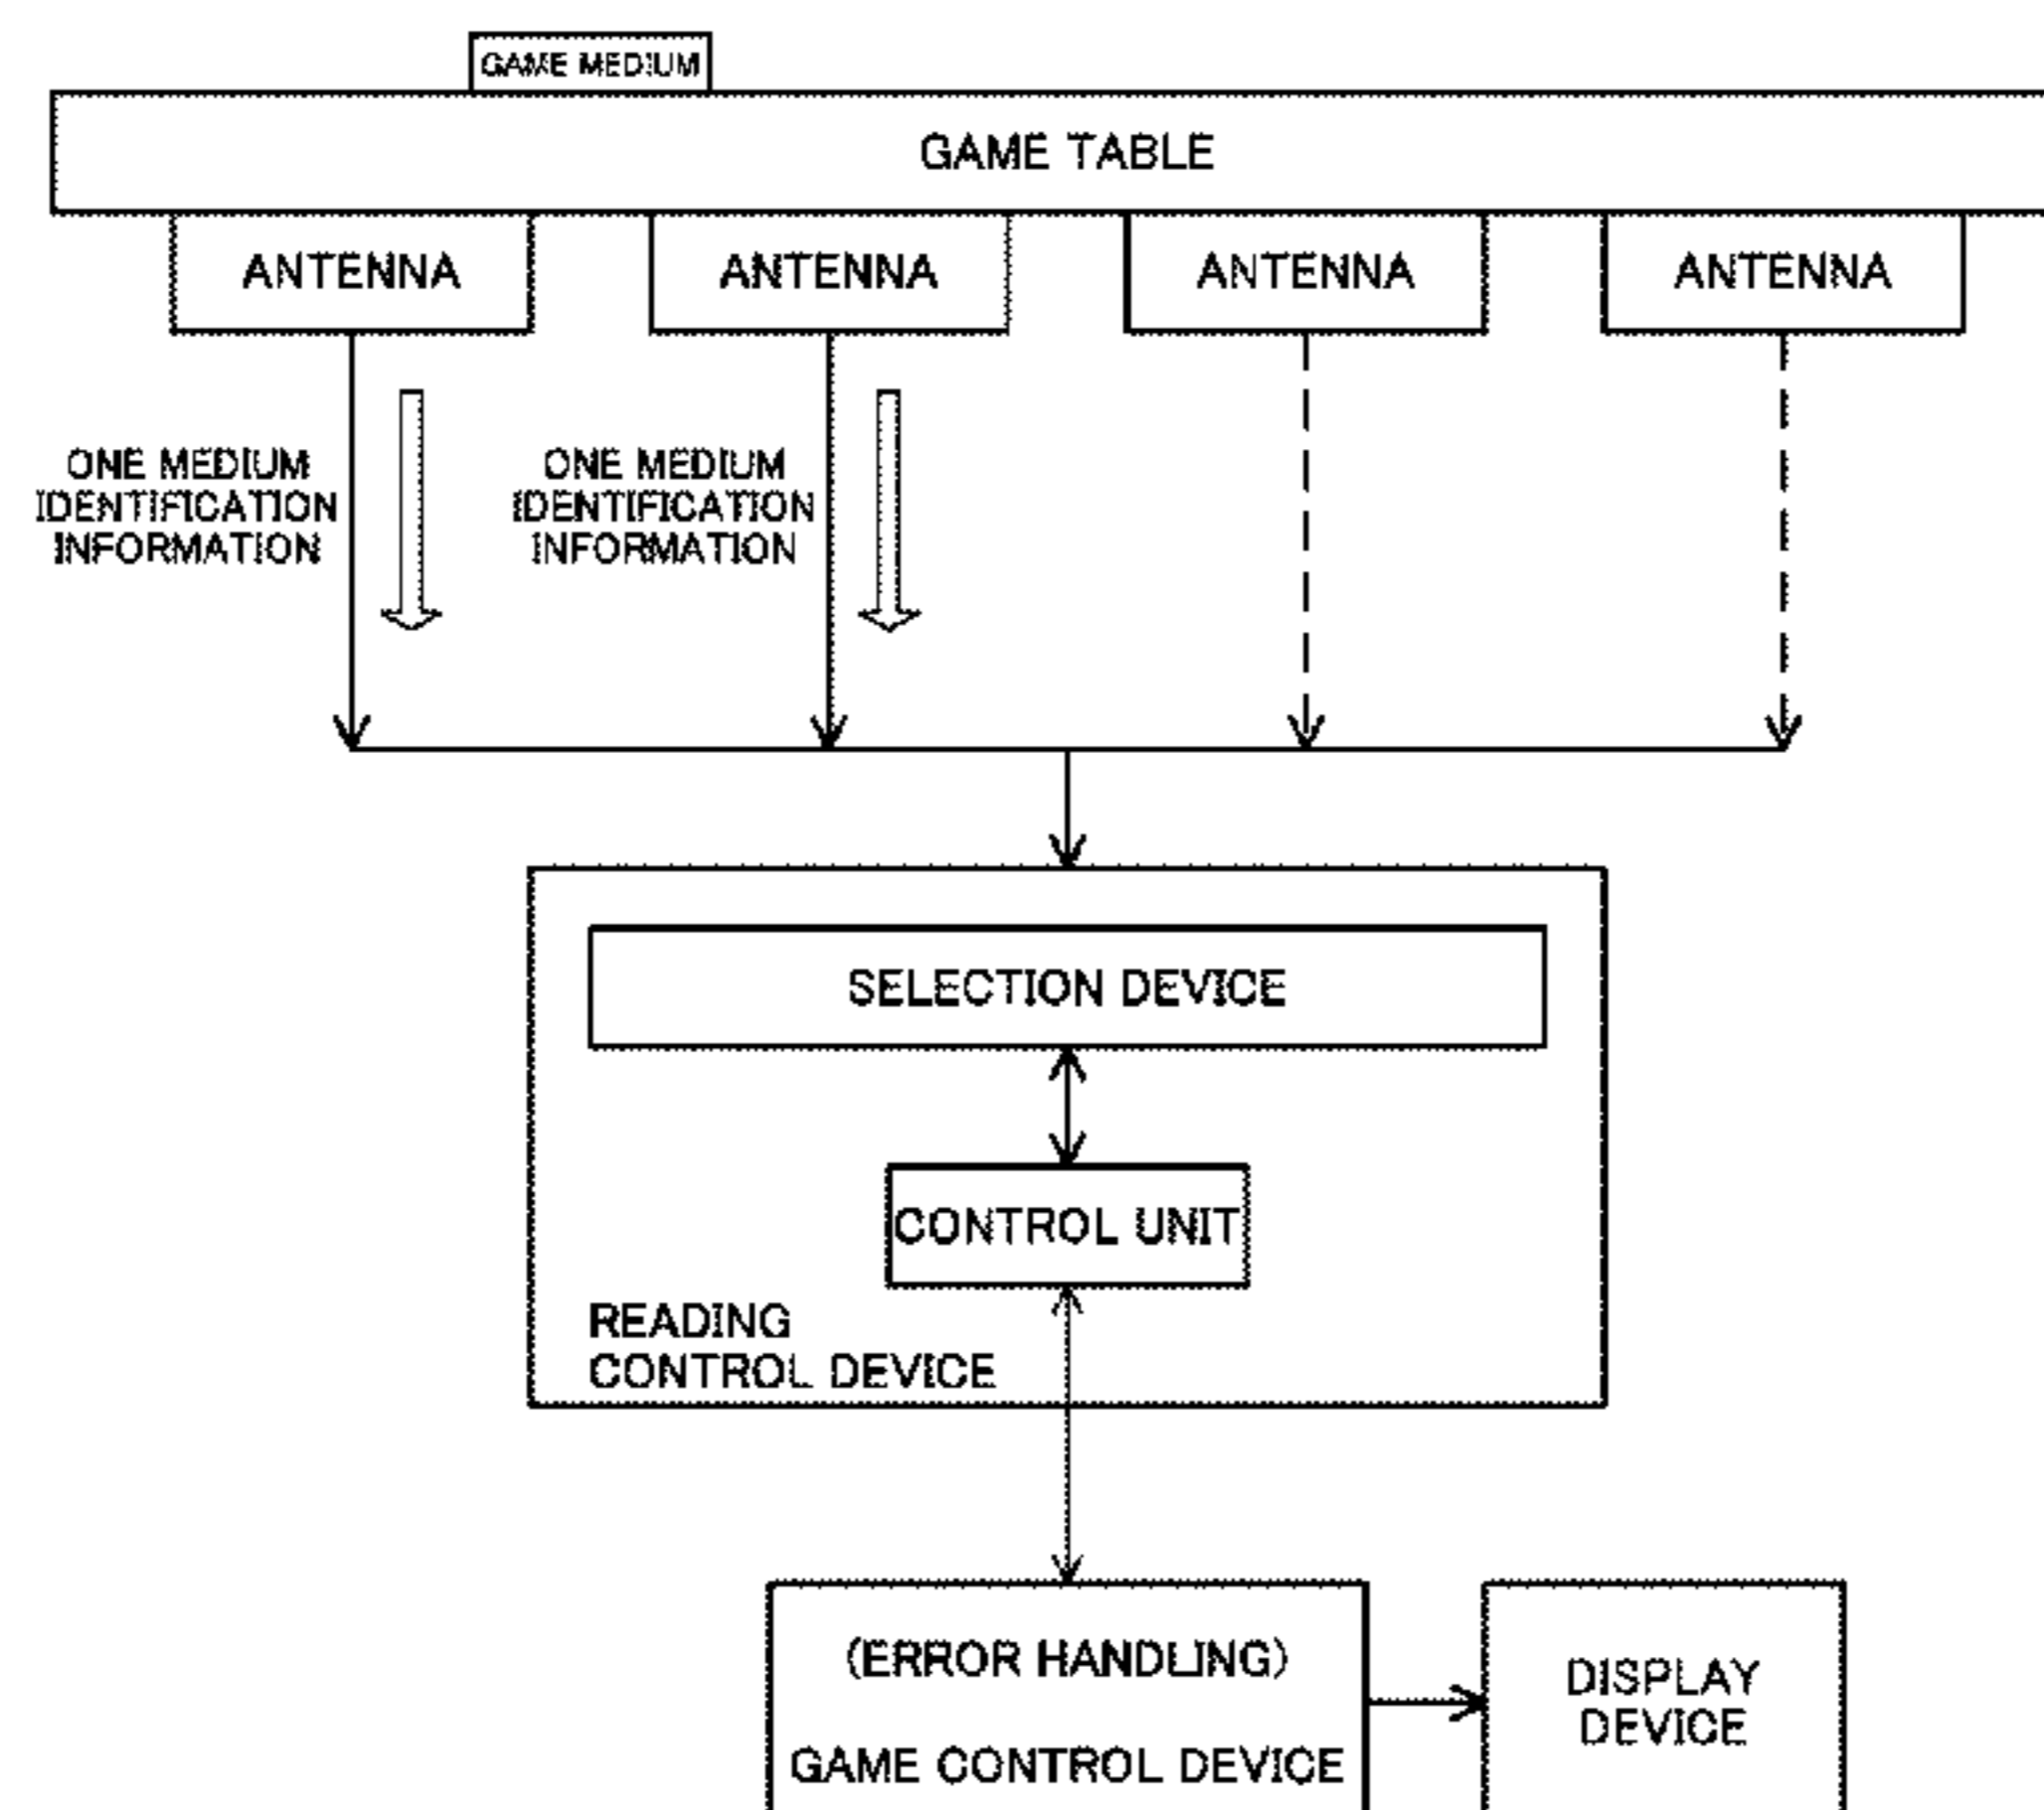 GAME MEDIUM
GAME TABLE
ANTENNA
ANTENNA
ANTENNA
ANTENNA
ONE MEDIUM
IDENTIFICATION
INFORMATION
ONE MEDIUM
IDENTIFICATION
INFORMATION
SELECTION DEVICE
CONTROL UNIT
READING
CONTROL DEVICE
(ERROR HANDLING)
GAME CONTROL DEVICE
DISPLAY
DEVICE